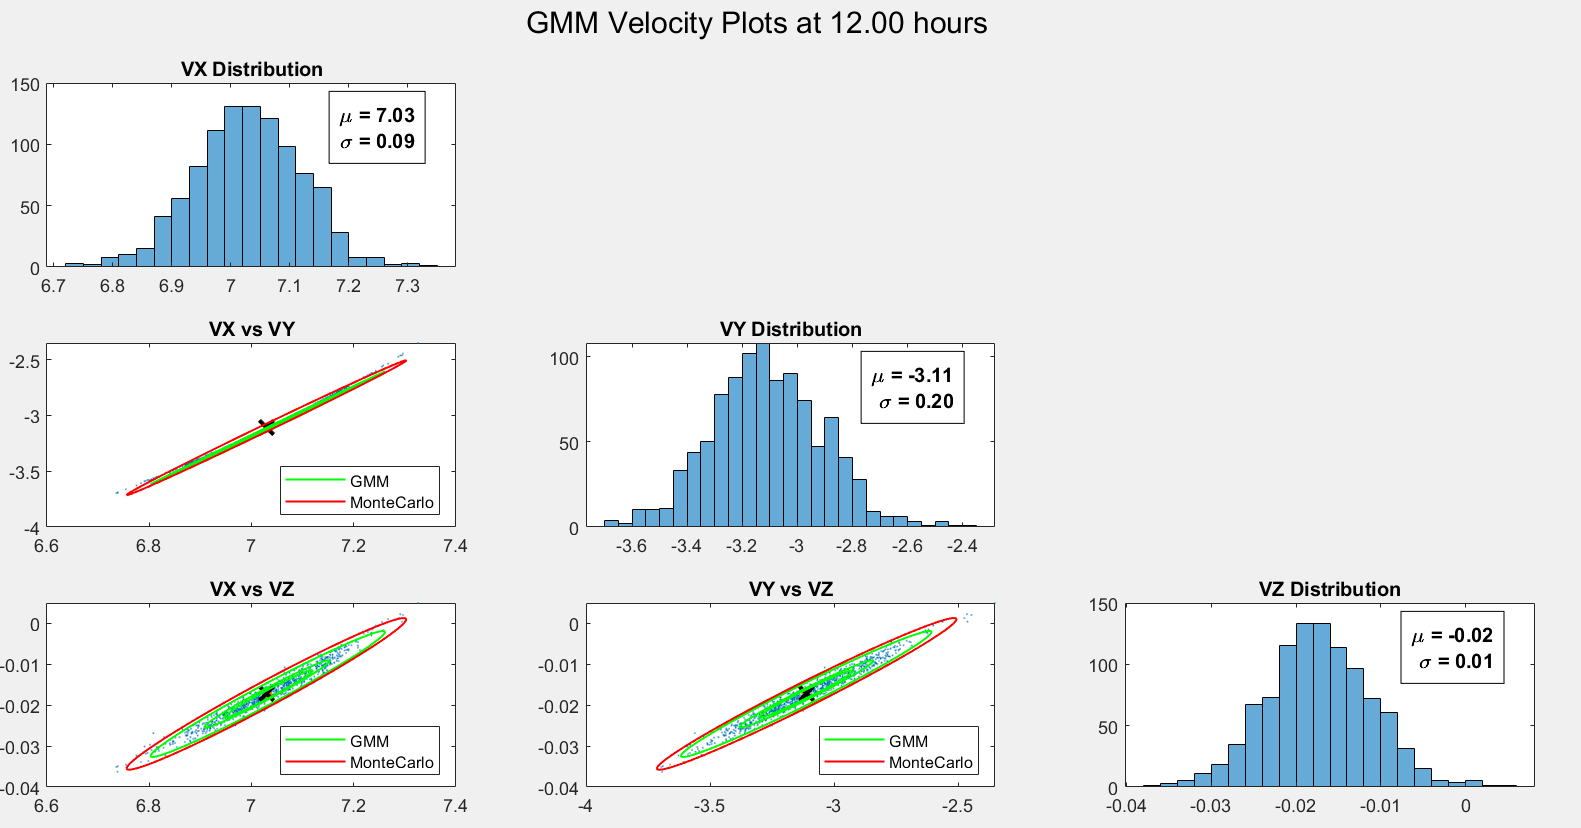 GMM Velocity Plots at 12.00 hours
VX Distribution
150
100
50
0
μ = 7.03
σ = 0.09
6.7 6.8 6.9 7 7.1 7.2 7.3
VX vs VY
-2.5
-3
-3.5
-4
GMM
MonteCarlo
6.6 6.8 7 7.2 7.4
VY Distribution
100
50
0
μ = -3.11
σ = 0.20
-3.6 -3.4 -3.2 -3 -2.8 -2.6 -2.4
VX vs VZ
0
-0.01
-0.02
-0.03
-0.04
GMM
MonteCarlo
6.6 6.8 7 7.2 7.4
VY vs VZ
0
-0.01
-0.02
-0.03
-0.04
GMM
MonteCarlo
-4 -3.5 -3 -2.5
VZ Distribution
150
100
50
0
μ = -0.02
σ = 0.01
-0.04 -0.03 -0.02 -0.01 0